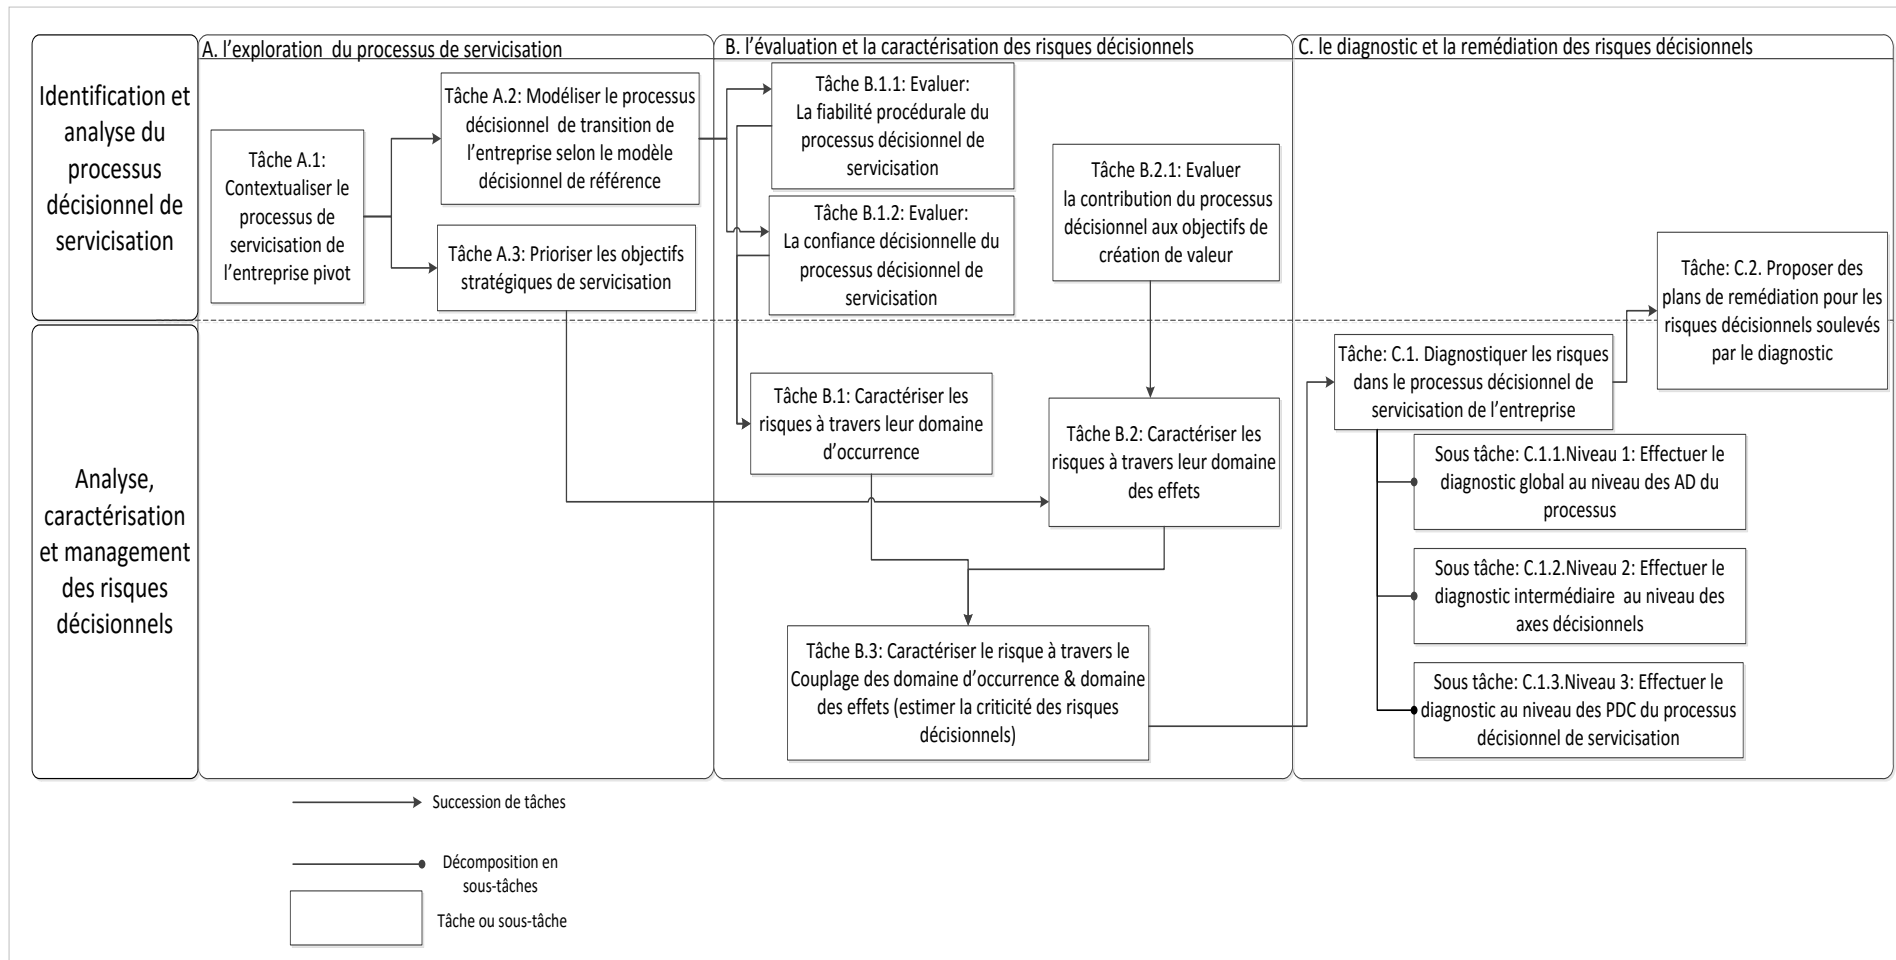 A. l'exploration  du processus de servicisation
B. l'évaluation et la caractérisation des risques décisionnels
C. le diagnostic et la remédiation des risques décisionnels
Identification et
analyse du
processus
décisionnel de
servicisation
Tâche A.1:
Contextualiser le
processus de
servicisation de
l'entreprise pivot
Tâche A.2: Modéliser le processus
décisionnel  de transition de
l'entreprise selon le modèle
décisionnel de référence
Tâche A.3: Prioriser les objectifs
stratégiques de servicisation
Tâche B.1.1: Evaluer:
La fiabilité procédurale du
processus décisionnel de
servicisation
Tâche B.1.2: Evaluer:
La confiance décisionnelle du
processus décisionnel de
servicisation
Tâche B.2.1: Evaluer
la contribution du processus
décisionnel aux objectifs de
création de valeur
Tâche: C.2. Proposer des
plans de remédiation pour les
risques décisionnels soulevés
par le diagnostic
Analyse,
caractérisation
et management
des risques
décisionnels
Tâche B.1: Caractériser les
risques à travers leur domaine
d'occurrence
Tâche B.2: Caractériser les
risques à travers leur domaine
des effets
Tâche B.3: Caractériser le risque à travers le
Couplage des domaine d'occurrence & domaine
des effets (estimer la criticité des risques
décisionnels)
Tâche: C.1. Diagnostiquer les risques
dans le processus décisionnel de
servicisation de l'entreprise
Sous tâche: C.1.1.Niveau 1: Effectuer le
diagnostic global au niveau des AD du
processus
Sous tâche: C.1.2.Niveau 2: Effectuer le
diagnostic intermédiaire  au niveau des
axes décisionnels
Sous tâche: C.1.3.Niveau 3: Effectuer le
diagnostic au niveau des PDC du processus
décisionnel de servicisation
Succession de tâches
Décomposition en
sous-tâches
Tâche ou sous-tâche